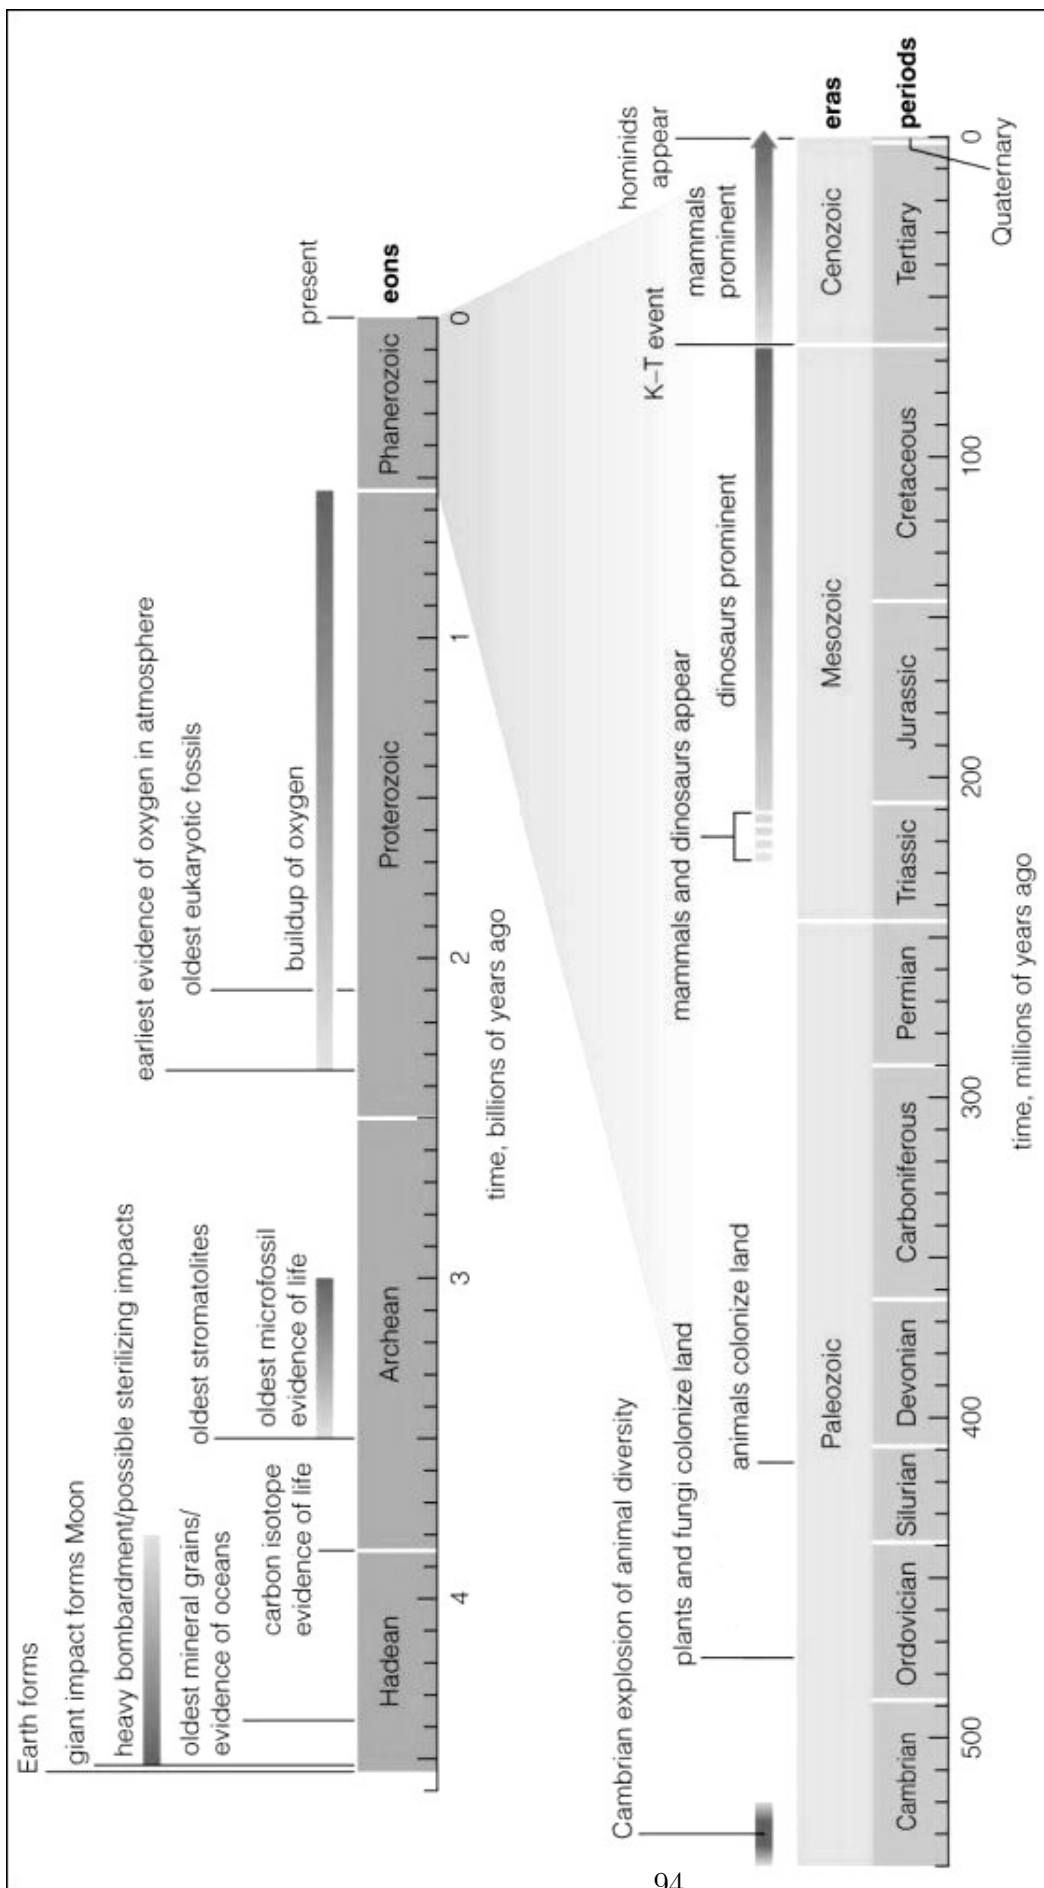 Earth forms
giant impact forms Moon
heavy bombardment/possible sterilizing impacts
oldest mineral grains/
evidence of oceans
carbon isotope
evidence of life
oldest stromatolites
oldest microfossil
evidence of life
earliest evidence of oxygen in atmosphere
oldest eukaryotic fossils
buildup of oxygen
present
Hadean
Archean
Proterozoic
Phanerozoic
eons
4
3
2
1
0
time, billions of years ago
Cambrian explosion of animal diversity
plants and fungi colonize land
animals colonize land
mammals and dinosaurs appear
dinosaurs prominent
K–T event
mammals
prominent
hominids
appear
Paleozoic
Mesozoic
Cenozoic
eras
Cambrian
Ordovician
Silurian
Devonian
Carboniferous
Permian
Triassic
Jurassic
Cretaceous
Tertiary
periods
500
400
300
200
100
0
Quaternary
time, millions of years ago
94